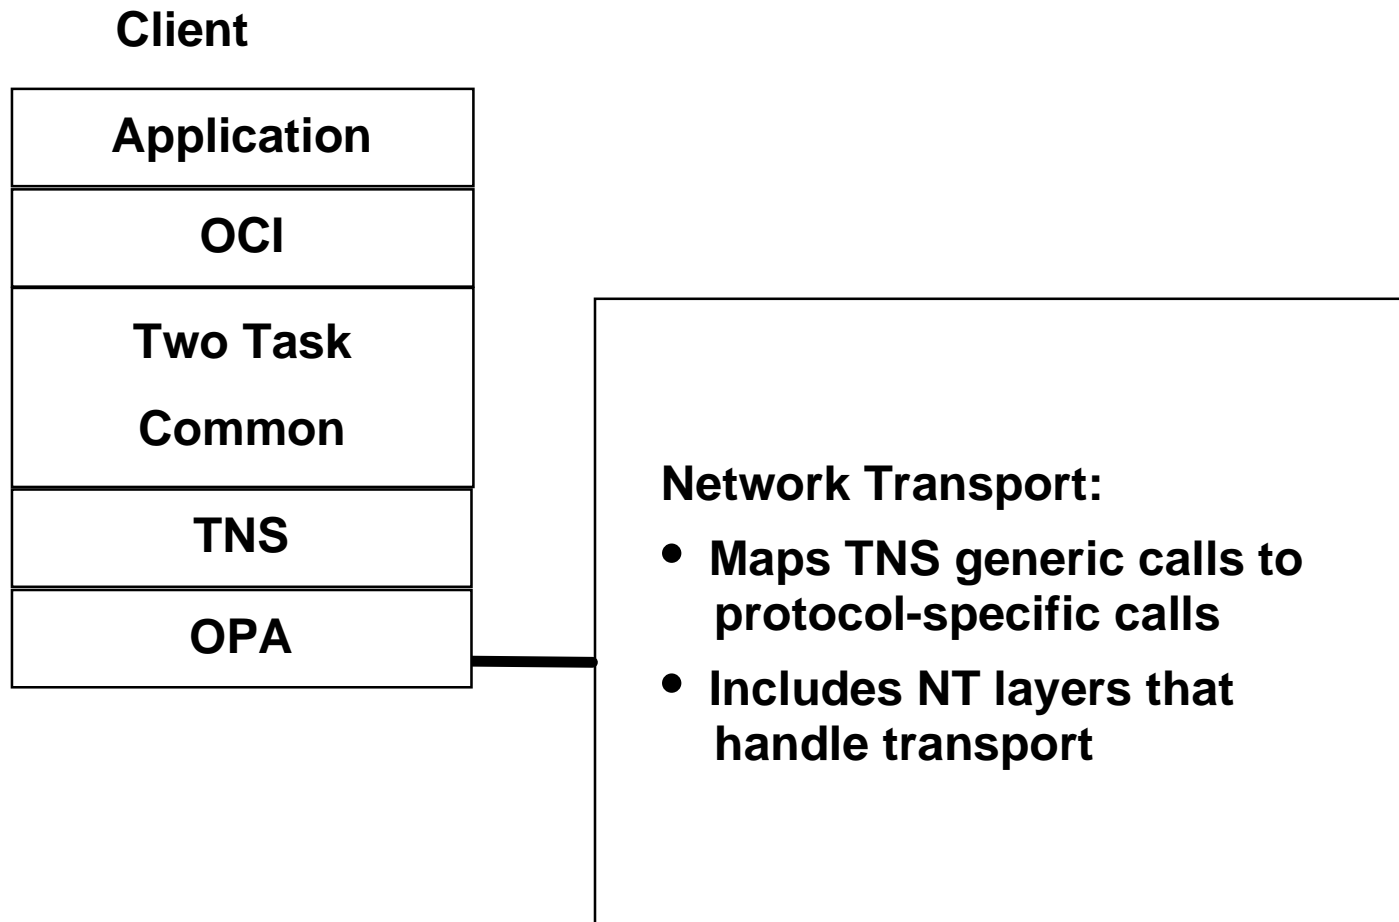 Client
Application
OCI
Two Task
Common
TNS
OPA
Network Transport:
• Maps TNS generic calls to
protocol-specific calls
• Includes NT layers that
handle transport